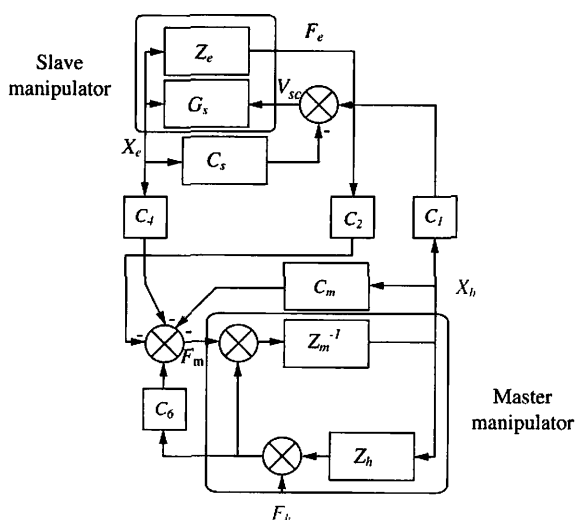 Slave
manipulator
Z_e
F_e
G_s
V_sc
-
X_e
C_s
C_4
C_2
C_1
C_m
X_h
-
-
-
F_m
Z_m^-1
C_6
Master
manipulator
Z_h
F_h